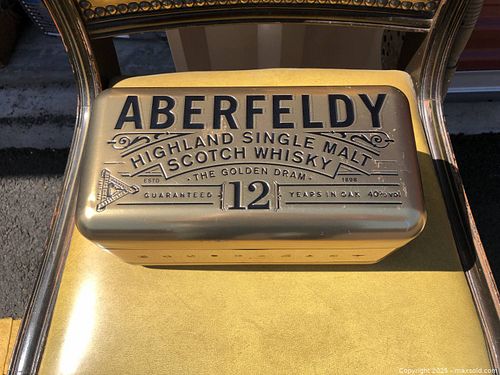 ABERFELDY
HIGHLAND SINGLE MALT
SCOTCH WHISKY
· THE GOLDEN DRAM ·
ESTD 1898
GUARANTEED 12 YEARS IN OAK 40%vol
Copyright 2025 - maxsold.com